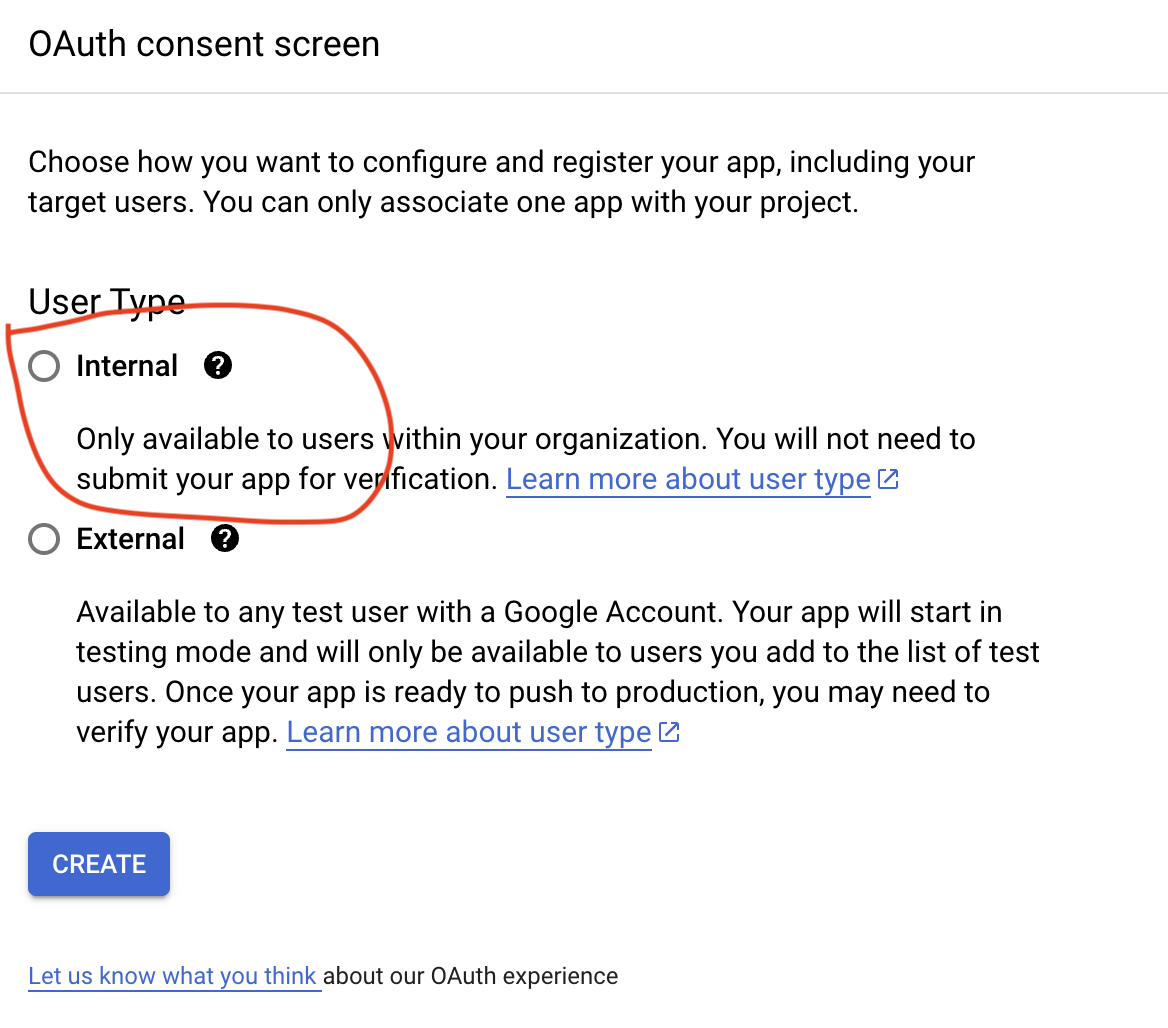 OAuth consent screen
Choose how you want to configure and register your app, including your
target users. You can only associate one app with your project.
User Type
Internal
Only available to users within your organization. You will not need to
submit your app for verification. Learn more about user type
External
Available to any test user with a Google Account. Your app will start in
testing mode and will only be available to users you add to the list of test
users. Once your app is ready to push to production, you may need to
verify your app. Learn more about user type
CREATE
Let us know what you think about our OAuth experience